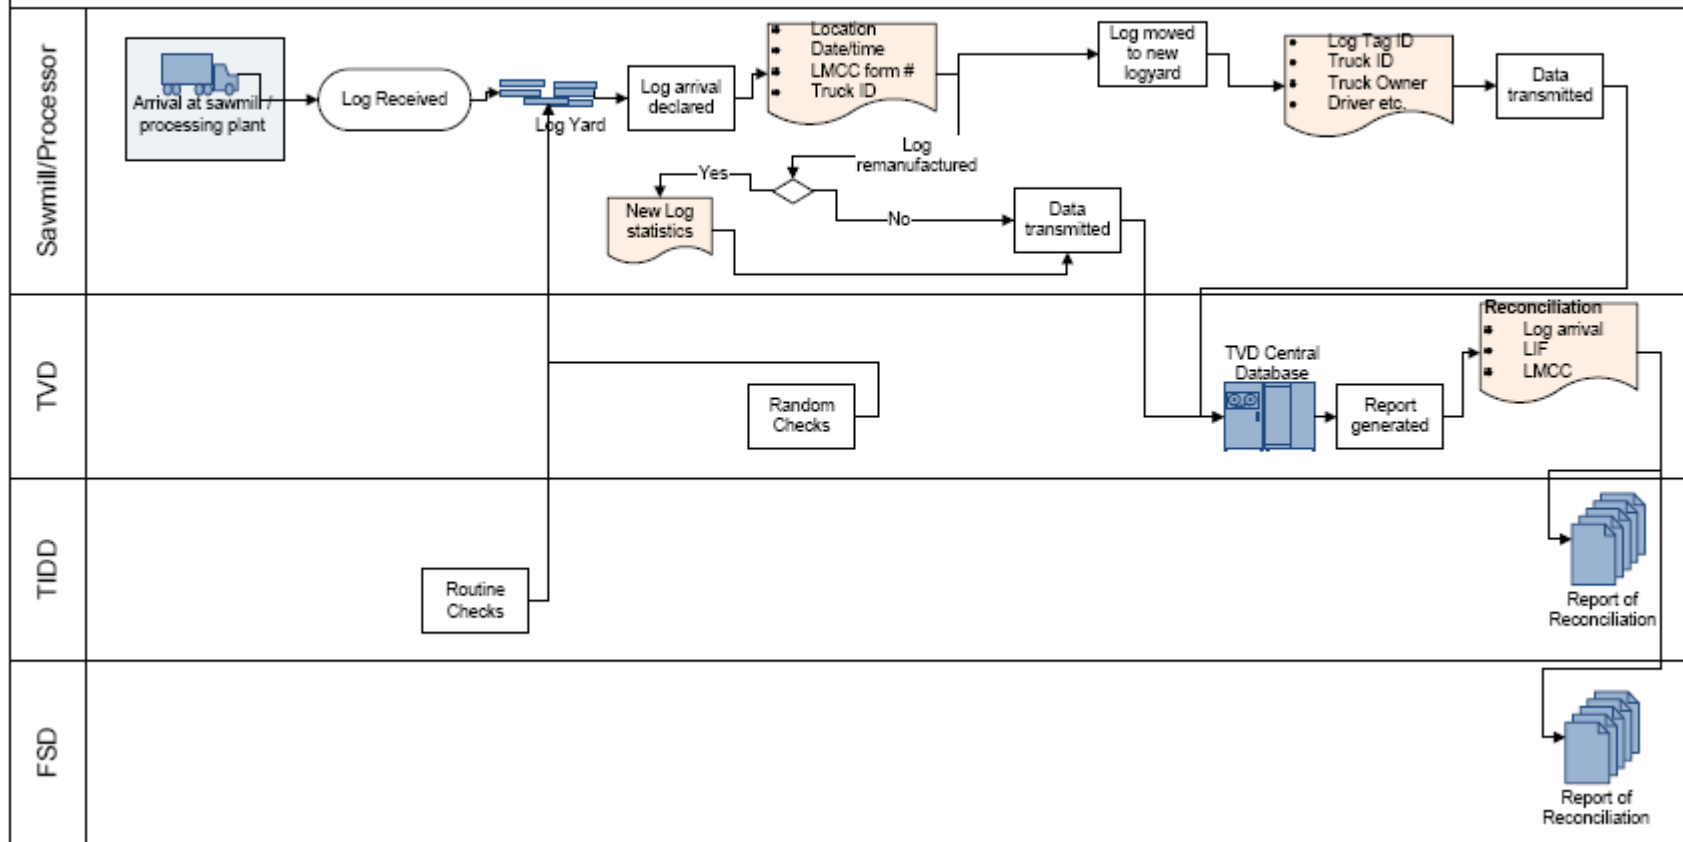 Sawmill/Processor
Arrival at sawmill /
processing plant
Log Received
Log Yard
Log arrival
declared
Location
Date/time
LMCC form #
Truck ID
Log moved
to new
logyard
Log Tag ID
Truck ID
Truck Owner
Driver etc.
Data
transmitted
Log
remanufactured
Yes
No
New Log
statistics
Data
transmitted
TVD
Random
Checks
TVD Central
Database
Report
generated
Reconciliation
Log arrival
LIF
LMCC
TIDD
Routine
Checks
Report of
Reconciliation
FSD
Report of
Reconciliation